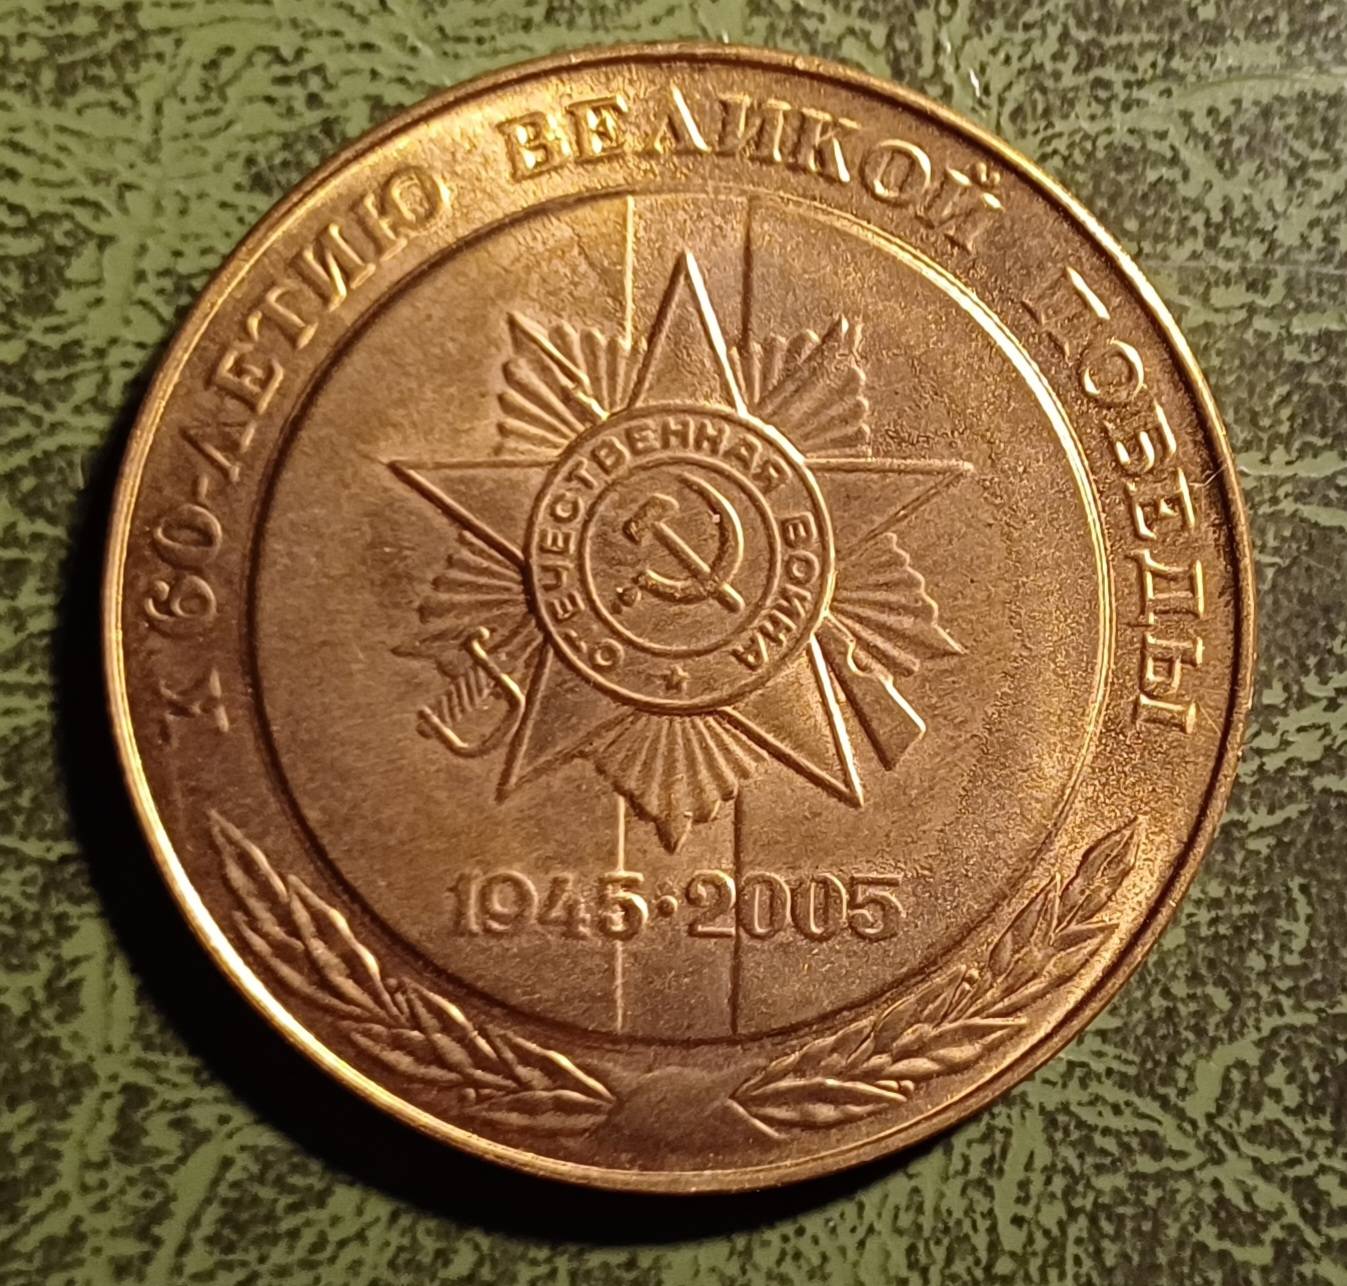 К 60-ЛЕТИЮ ВЕЛИКОЙ ПОБЕДЫ
ОТЕЧЕСТВЕННАЯ ВОЙНА
1945·2005